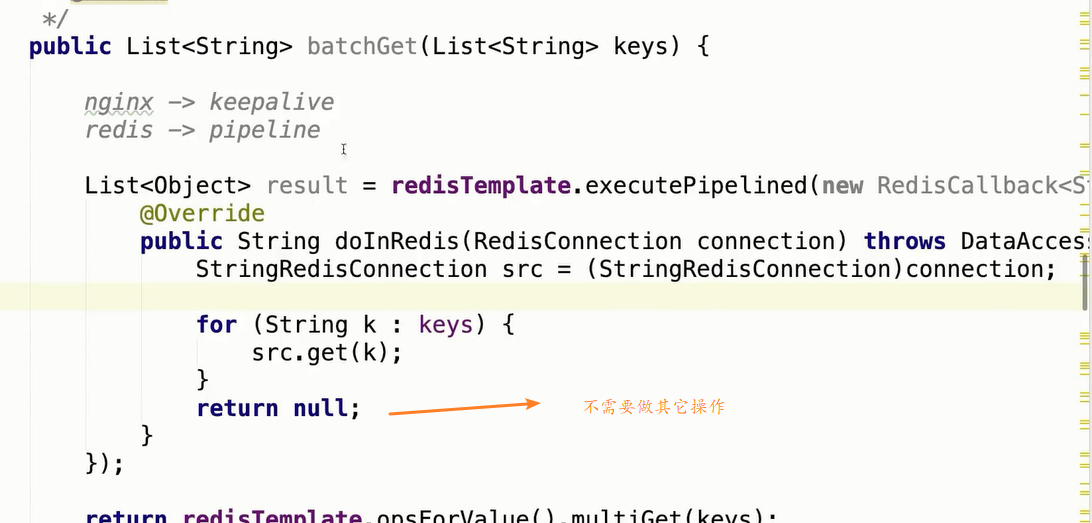 */
public List<String> batchGet(List<String> keys) {
nginx -> keepalive
redis -> pipeline
List<Object> result = redisTemplate.executePipelined(new RedisCallback<S
@Override
public String doInRedis(RedisConnection connection) throws DataAcces
StringRedisConnection src = (StringRedisConnection)connection;
for (String k : keys) {
src.get(k);
}
return null; 不需要做其它操作
}
});
return redisTemplate.opsForValue().multiGet(keys);